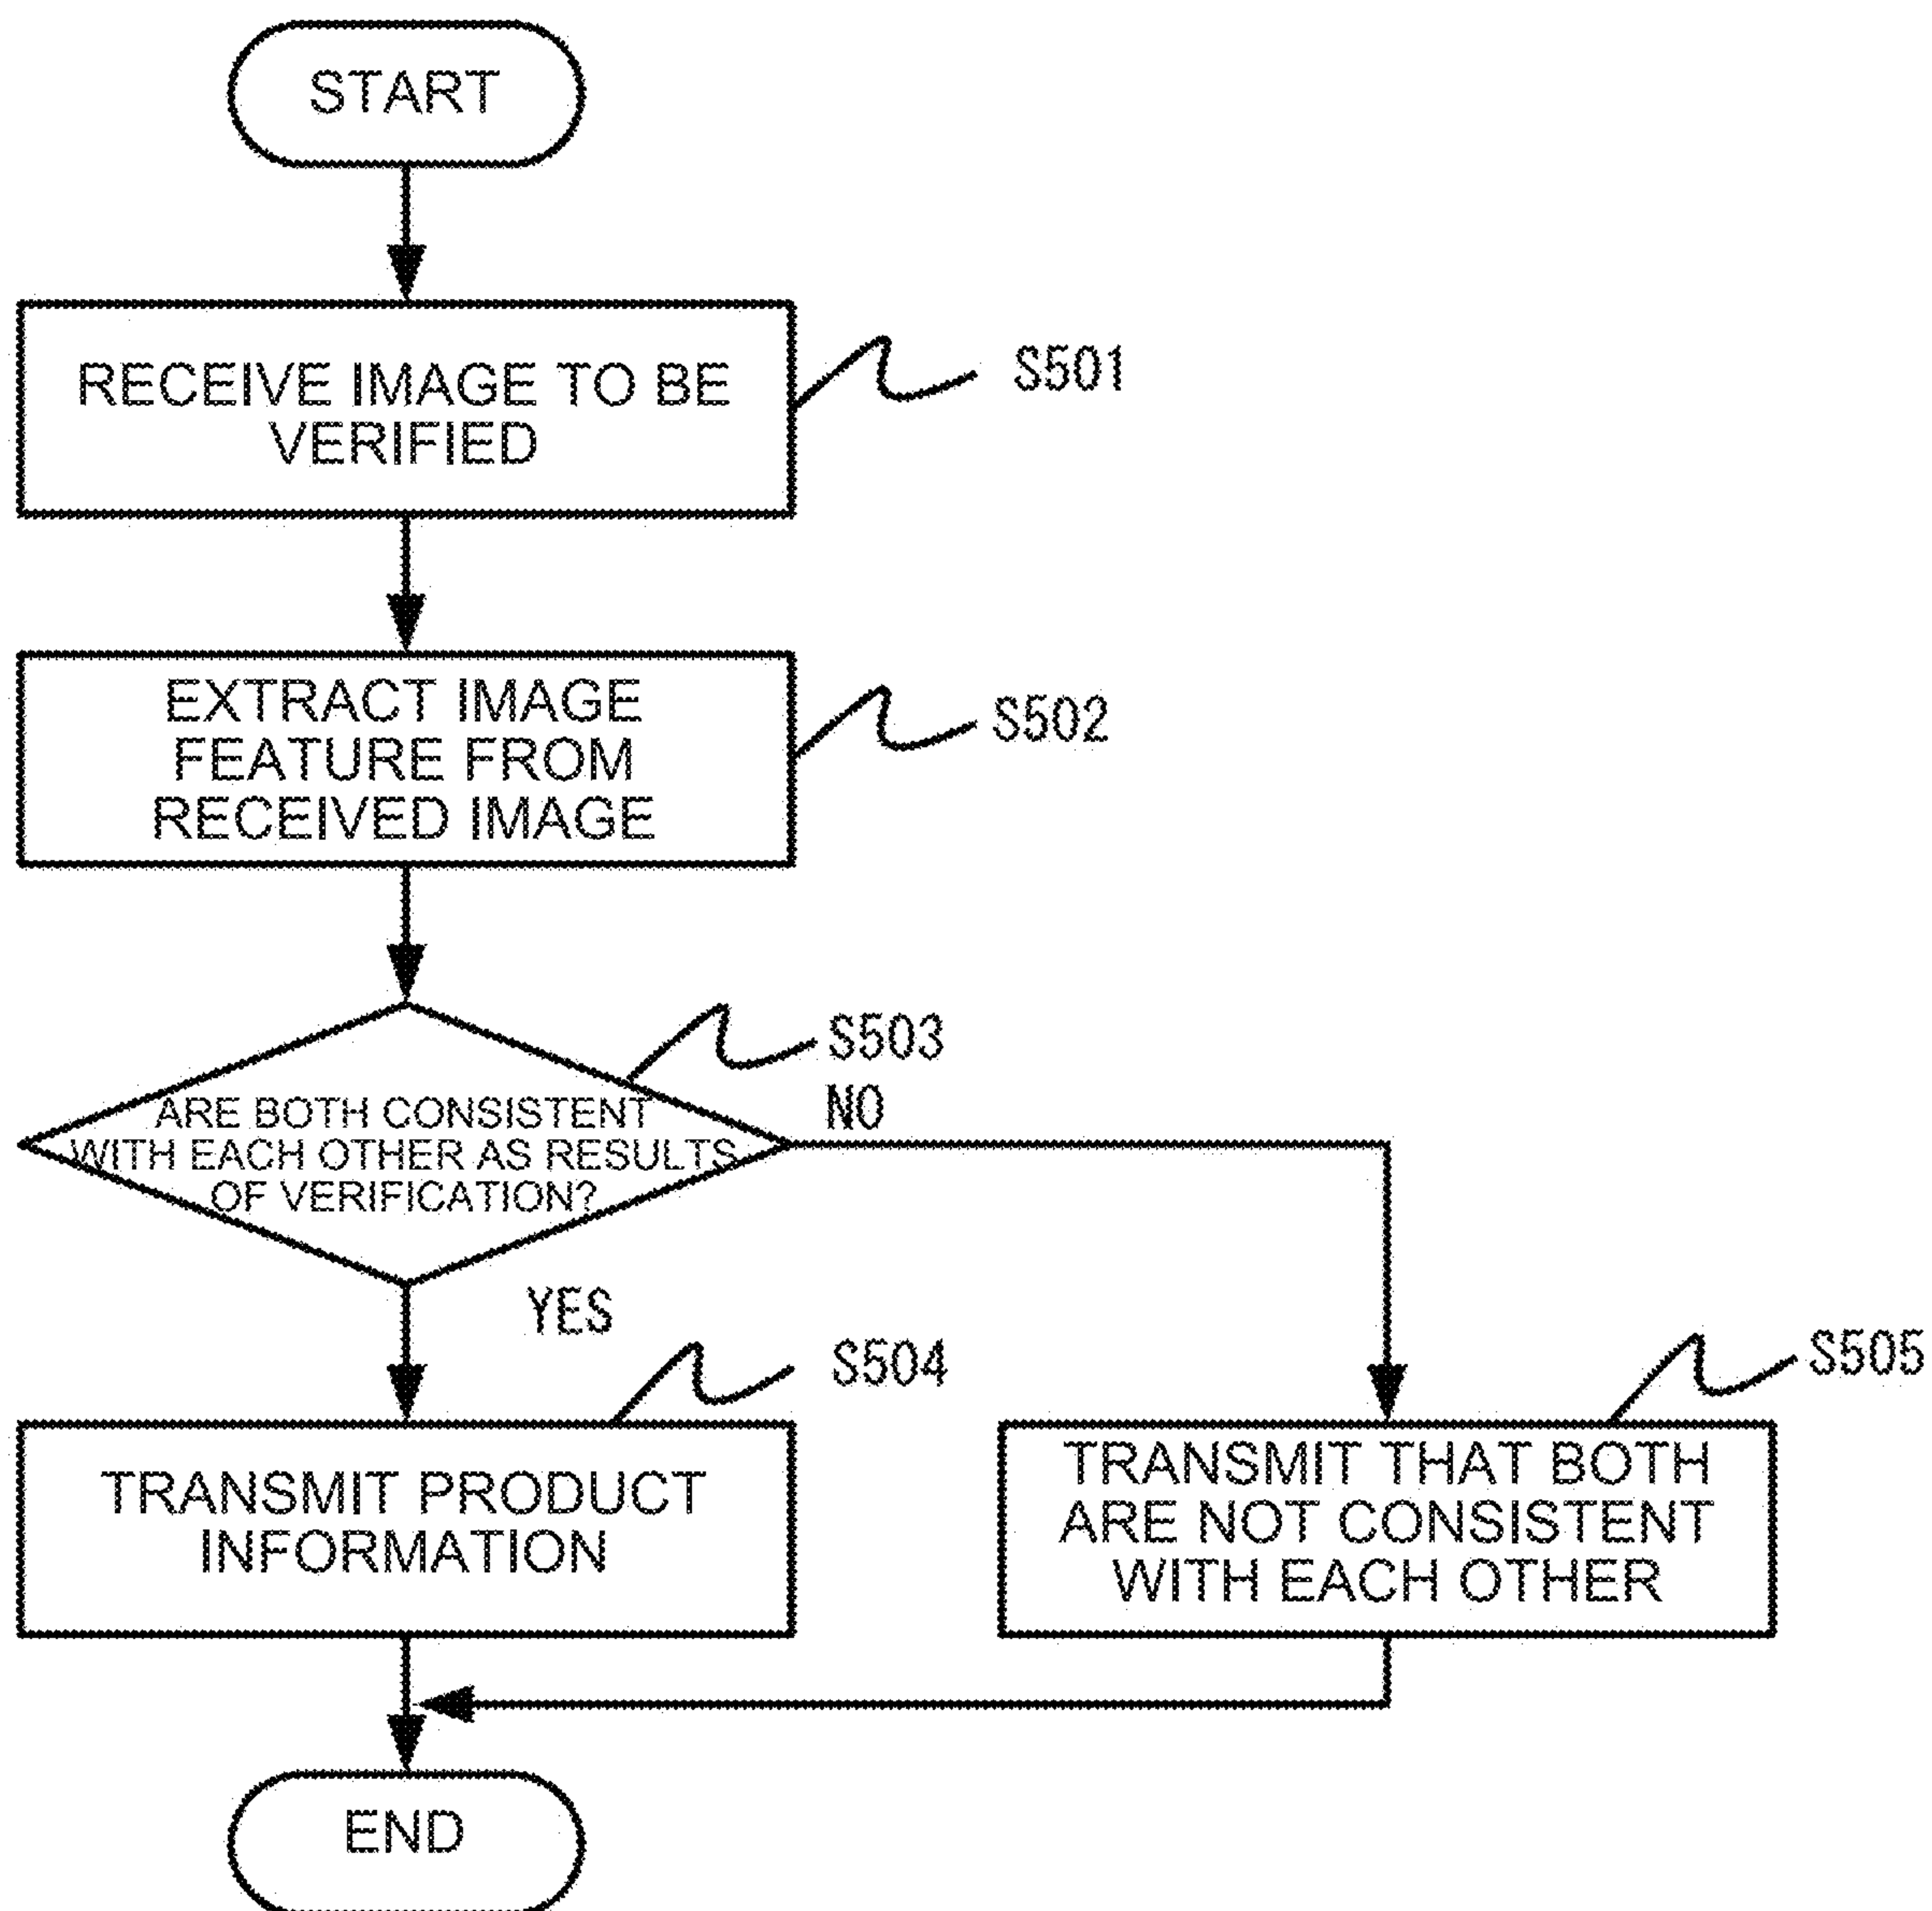 START
RECEIVE IMAGE TO BE
VERIFIED
S501
EXTRACT IMAGE
FEATURE FROM
RECEIVED IMAGE
S502
S503
ARE BOTH CONSISTENT
WITH EACH OTHER AS RESULTS
OF VERIFICATION?
NO
YES
S504
TRANSMIT PRODUCT
INFORMATION
S505
TRANSMIT THAT BOTH
ARE NOT CONSISTENT
WITH EACH OTHER
END